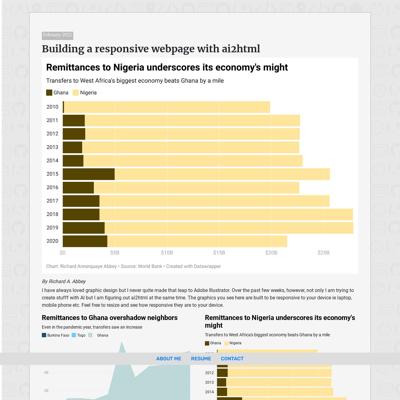 February 2022
Building a responsive webpage with ai2html
Remittances to Nigeria underscores its economy's might
Transfers to West Africa's biggest economy beats Ghana by a mile
Ghana Nigeria
2010
2011
2012
2013
2014
2015
2016
2017
2018
2019
2020
$0 $5B $10B $15B $20B $25B
Chart: Richard Annerquaye Abbey • Source: World Bank • Created with Datawrapper
By Richard A. Abbey
I have always loved graphic design but I never quite made that leap to Adobe Illustrator. Over the past few weeks, however, not only I am trying to
create stufff with AI but I am figuring out ai2html at the same time. The graphics you see here are built to be responsive to your device is laptop,
mobile phone etc. Feel free to resize and see how responsive they are to your device.
Remittances to Ghana overshadow neighbors
Even in the pandemic year, transfers saw an increase
Burkina Faso Togo Ghana
Remittances to Nigeria underscores its economy's
might
Transfers to West Africa's biggest economy beats Ghana by a mile
Ghana Nigeria
ABOUT ME RESUME CONTACT
2012
2013
2014